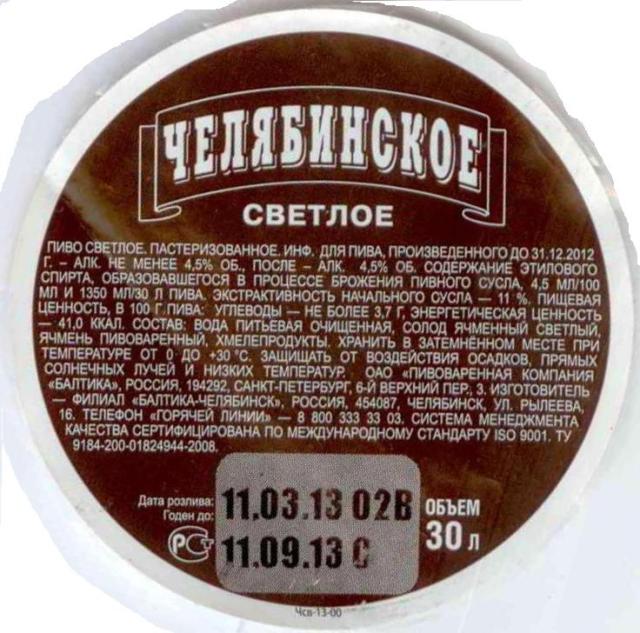 ЧЕЛЯБИНСКОЕ
СВЕТЛОЕ
ПИВО СВЕТЛОЕ. ПАСТЕРИЗОВАННОЕ. ИНФ. ДЛЯ ПИВА, ПРОИЗВЕДЕННОГО ДО 31.12.2012
Г. – АЛК. НЕ МЕНЕЕ 4,5% ОБ., ПОСЛЕ – АЛК. 4,5% ОБ. СОДЕРЖАНИЕ ЭТИЛОВОГО
СПИРТА, ОБРАЗОВАВШЕГОСЯ В ПРОЦЕССЕ БРОЖЕНИЯ ПИВНОГО СУСЛА, 4,5 МЛ/100
МЛ И 1350 МЛ/30 Л ПИВА. ЭКСТРАКТИВНОСТЬ НАЧАЛЬНОГО СУСЛА — 11 %. ПИЩЕВАЯ
ЦЕННОСТЬ, В 100 Г ПИВА: УГЛЕВОДЫ — НЕ БОЛЕЕ 3,7 Г, ЭНЕРГЕТИЧЕСКАЯ ЦЕННОСТЬ
— 41,0 ККАЛ. СОСТАВ: ВОДА ПИТЬЕВАЯ ОЧИЩЕННАЯ, СОЛОД ЯЧМЕННЫЙ СВЕТЛЫЙ,
ЯЧМЕНЬ ПИВОВАРЕННЫЙ, ХМЕЛЕПРОДУКТЫ. ХРАНИТЬ В ЗАТЕМНЁННОМ МЕСТЕ ПРИ
ТЕМПЕРАТУРЕ ОТ 0 ДО +30 °С. ЗАЩИЩАТЬ ОТ ВОЗДЕЙСТВИЯ ОСАДКОВ, ПРЯМЫХ
СОЛНЕЧНЫХ ЛУЧЕЙ И НИЗКИХ ТЕМПЕРАТУР. ОАО «ПИВОВАРЕННАЯ КОМПАНИЯ
«БАЛТИКА», РОССИЯ, 194292, САНКТ-ПЕТЕРБУРГ, 6-Й ВЕРХНИЙ ПЕР., 3. ИЗГОТОВИТЕЛЬ
— ФИЛИАЛ «БАЛТИКА-ЧЕЛЯБИНСК», РОССИЯ, 454087, ЧЕЛЯБИНСК, УЛ. РЫЛЕЕВА,
16. ТЕЛЕФОН «ГОРЯЧЕЙ ЛИНИИ» — 8 800 333 33 03. СИСТЕМА МЕНЕДЖМЕНТА
КАЧЕСТВА СЕРТИФИЦИРОВАНА ПО МЕЖДУНАРОДНОМУ СТАНДАРТУ ISO 9001. ТУ
9184-200-01824944-2008.
Дата розлива: 11.03.13 02В
Годен до: 11.09.13 С
РСТ
ОБЪЕМ
30 л
Чсв-13-00